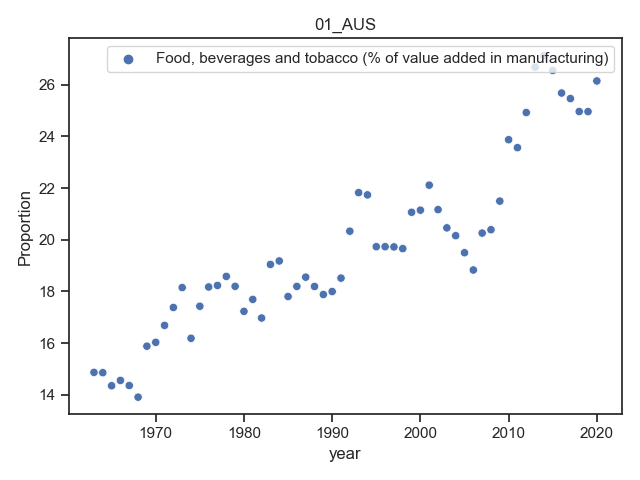 01_AUS
Food, beverages and tobacco (% of value added in manufacturing)
Proportion
26
24
22
20
18
16
14
1970 1980 1990 2000 2010 2020
year